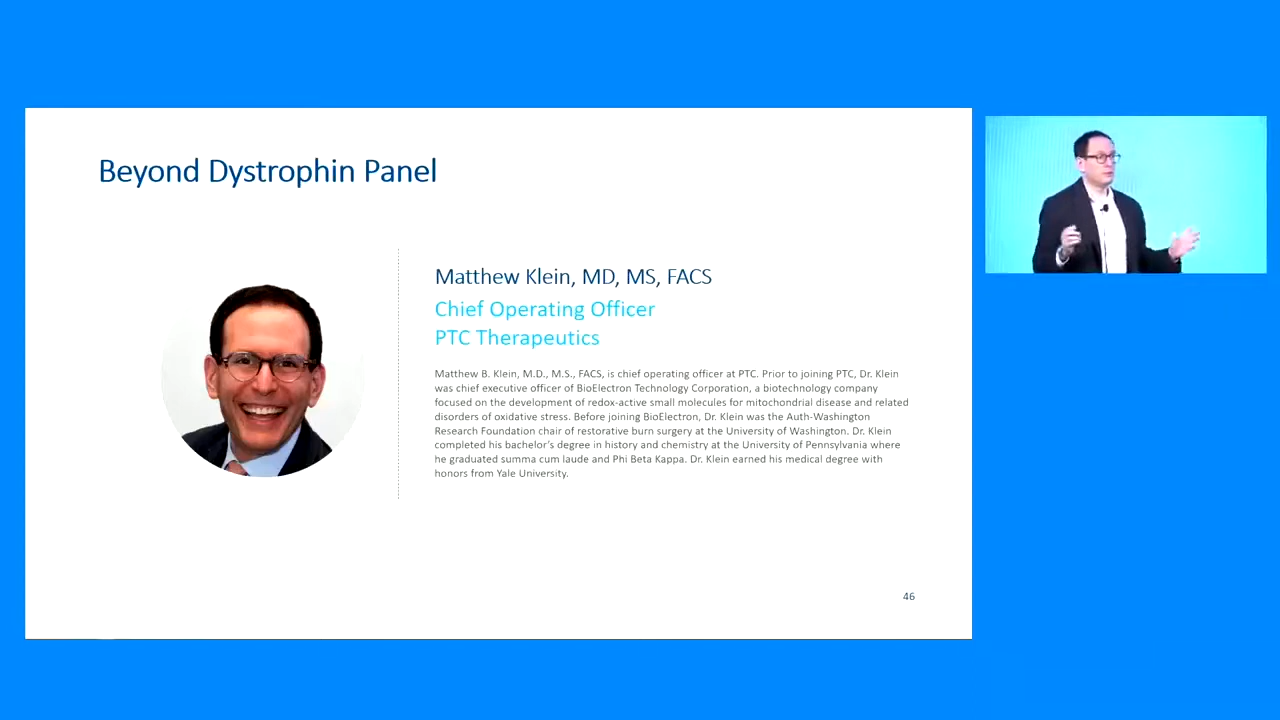 Beyond Dystrophin Panel
Matthew Klein, MD, MS, FACS
Chief Operating Officer
PTC Therapeutics
Matthew B. Klein, M.D., M.S., FACS, is chief operating officer at PTC. Prior to joining PTC, Dr. Klein
was chief executive officer of BioElectron Technology Corporation, a biotechnology company
focused on the development of redox-active small molecules for mitochondrial disease and related
disorders of oxidative stress. Before joining BioElectron, Dr. Klein was the Auth-Washington
Research Foundation chair of restorative burn surgery at the University of Washington. Dr. Klein
completed his bachelor's degree in history and chemistry at the University of Pennsylvania where
he graduated summa cum laude and Phi Beta Kappa. Dr. Klein earned his medical degree with
honors from Yale University.
46